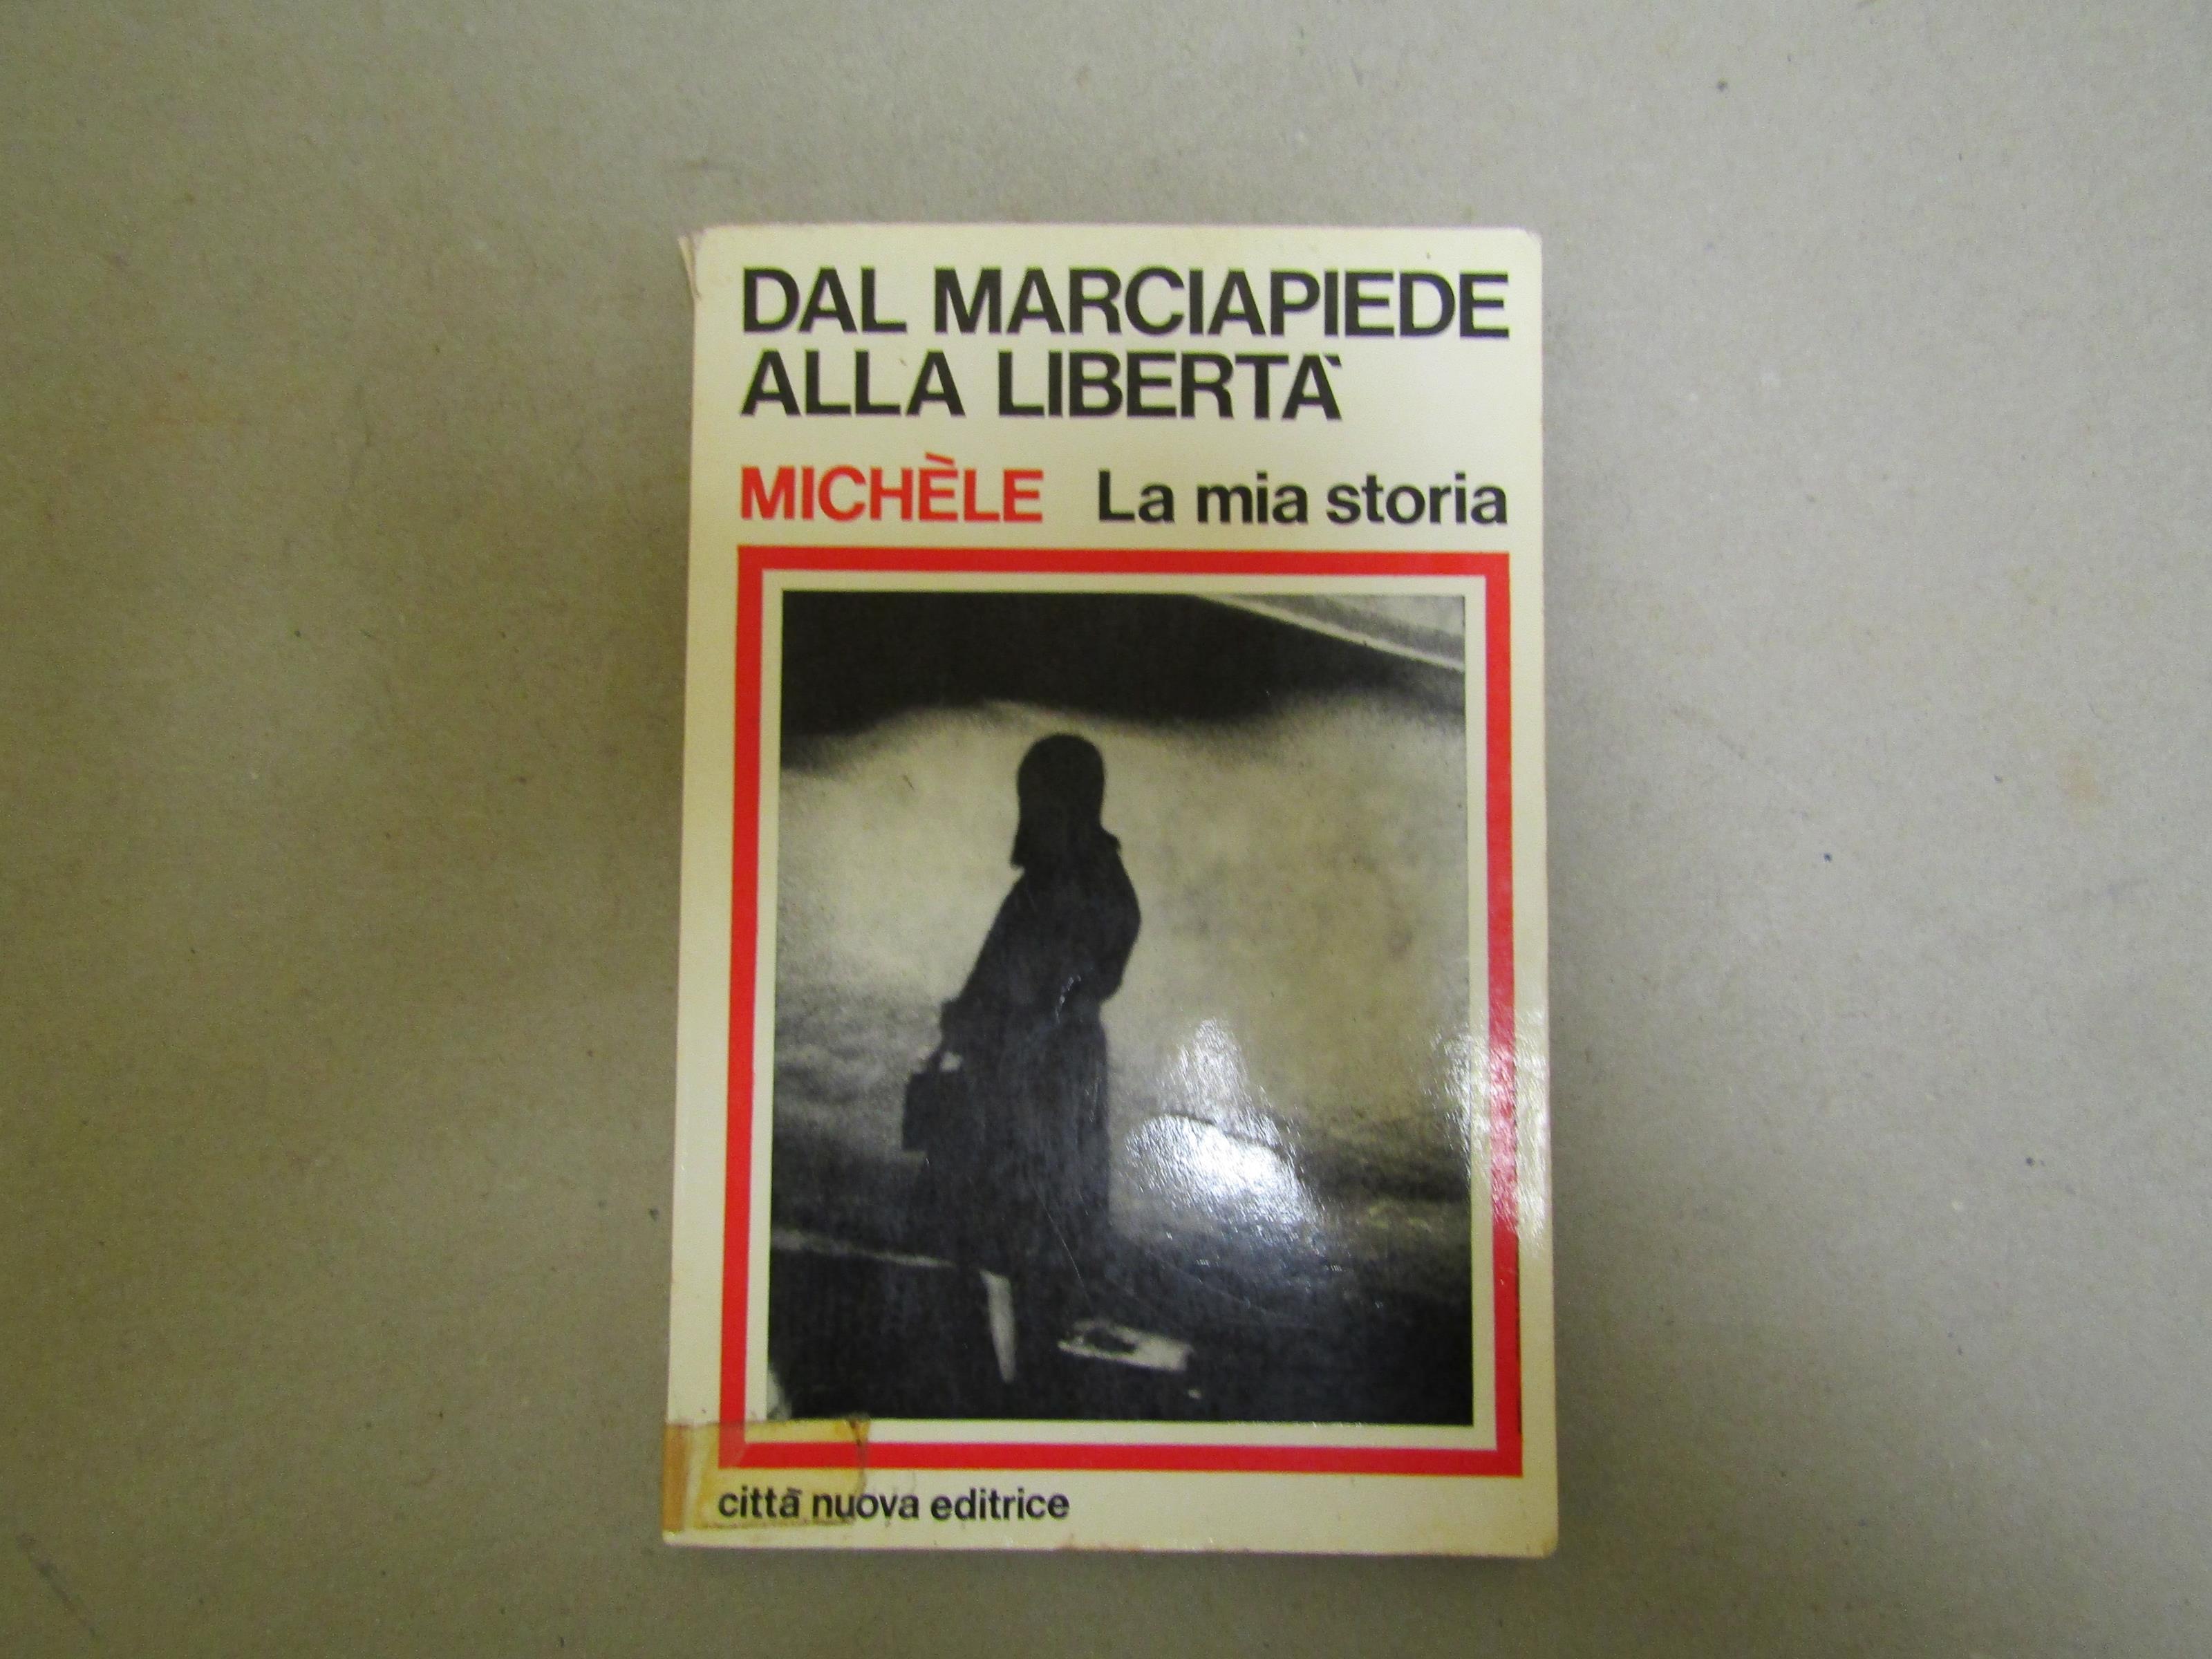 DAL MARCIAPIEDE
ALLA LIBERTÀ
MICHÈLE La mia storia
città nuova editrice